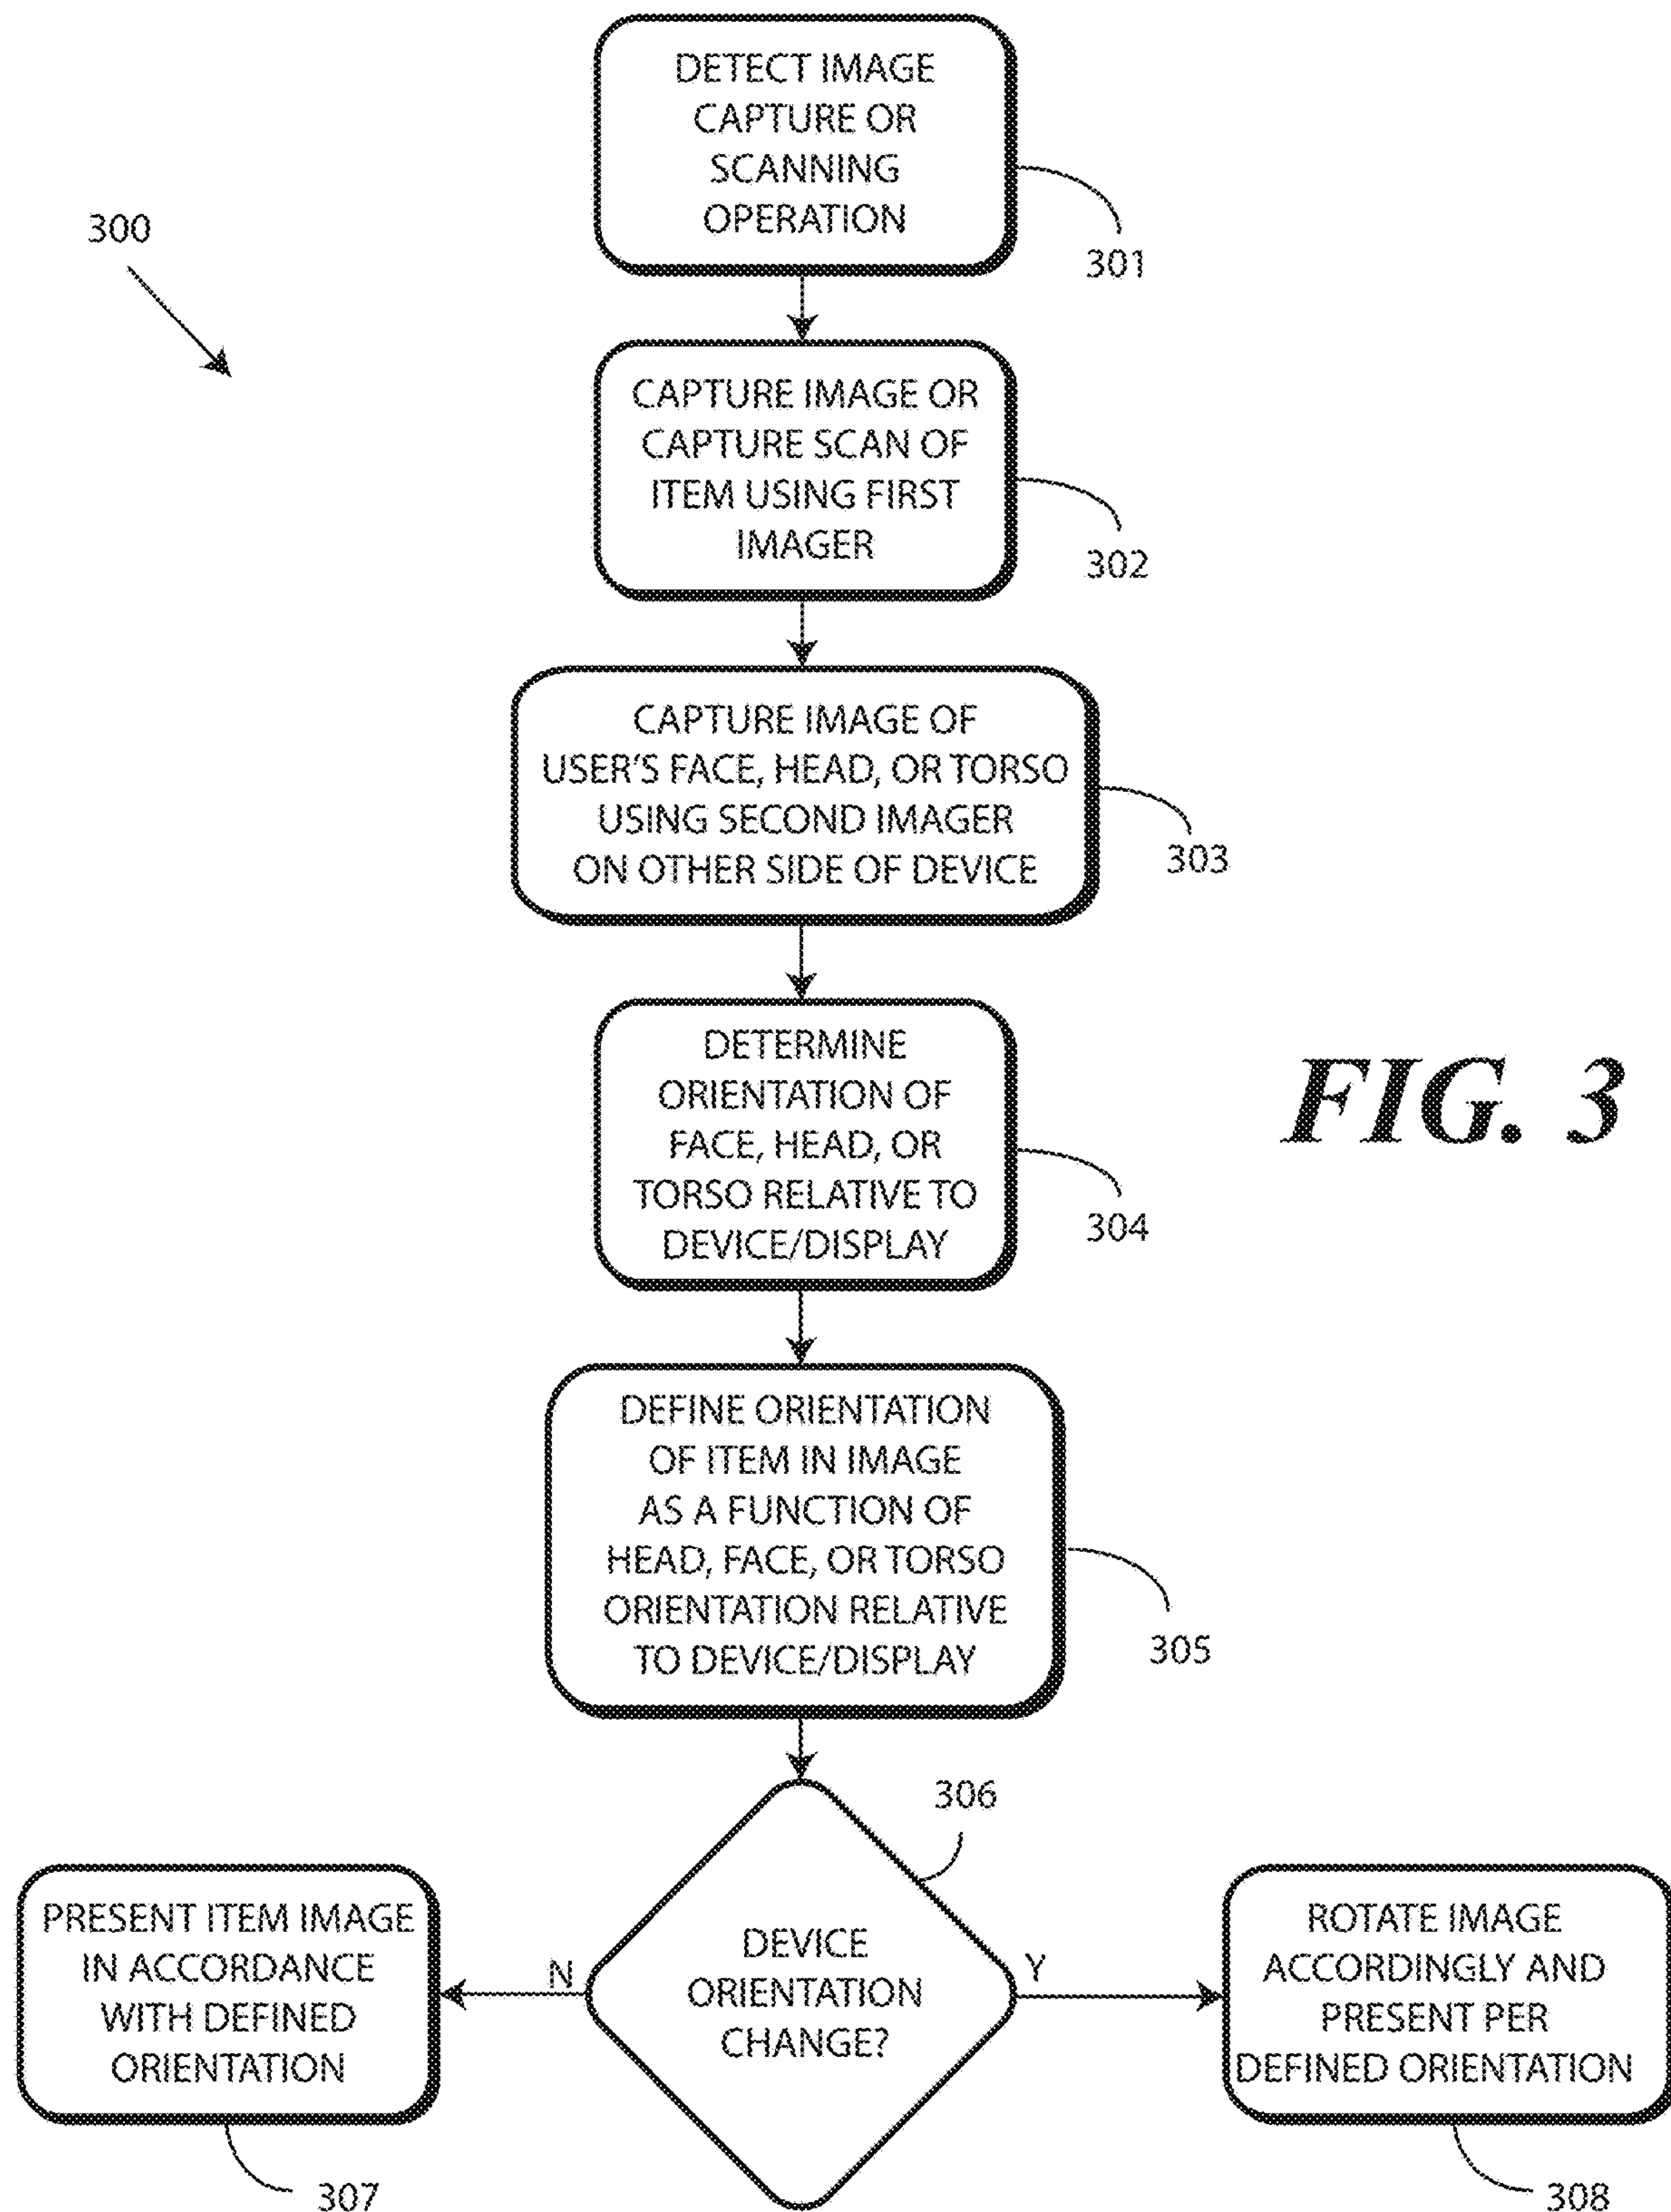 DETECT IMAGE
CAPTURE OR
SCANNING
OPERATION
300
301
CAPTURE IMAGE OR
CAPTURE SCAN OF
ITEM USING FIRST
IMAGER
302
CAPTURE IMAGE OF
USER'S FACE, HEAD, OR TORSO
USING SECOND IMAGER
ON OTHER SIDE OF DEVICE
303
DETERMINE
ORIENTATION OF
FACE, HEAD, OR
TORSO RELATIVE TO
DEVICE/DISPLAY
304
FIG. 3
DEFINE ORIENTATION
OF ITEM IN IMAGE
AS A FUNCTION OF
HEAD, FACE, OR TORSO
ORIENTATION RELATIVE
TO DEVICE/DISPLAY
305
306
PRESENT ITEM IMAGE
IN ACCORDANCE
WITH DEFINED
ORIENTATION
307
N
DEVICE
ORIENTATION
CHANGE?
Y
ROTATE IMAGE
ACCORDINGLY AND
PRESENT PER
DEFINED ORIENTATION
308